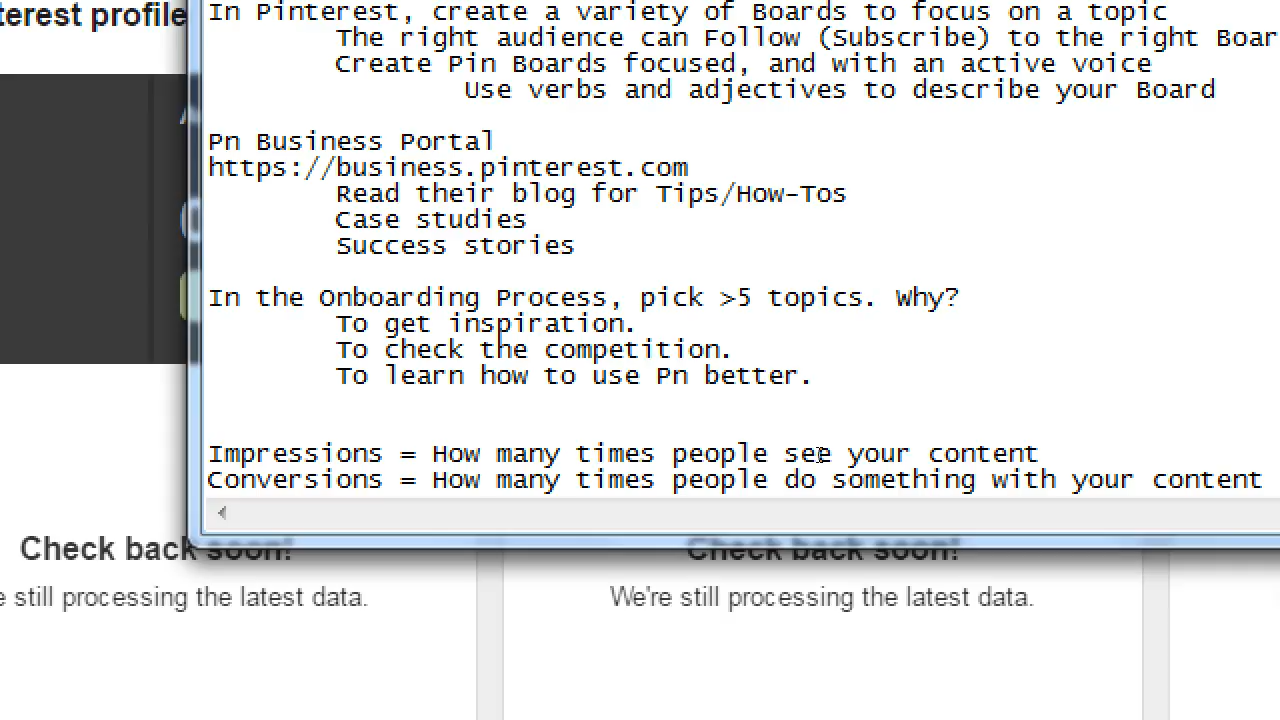 terest profile
In Pinterest, create a variety of Boards to focus on a topic
The right audience can Follow (Subscribe) to the right Boar
Create Pin Boards focused, and with an active voice
Use verbs and adjectives to describe your Board
Pn Business Portal
https://business.pinterest.com
Read their blog for Tips/How-Tos
Case studies
Success stories
In the Onboarding Process, pick >5 topics. Why?
To get inspiration.
To check the competition.
To learn how to use Pn better.
Impressions = How many times people see your content
Conversions = How many times people do something with your content
Check back soon! Check back soon!
e still processing the latest data. We're still processing the latest data.